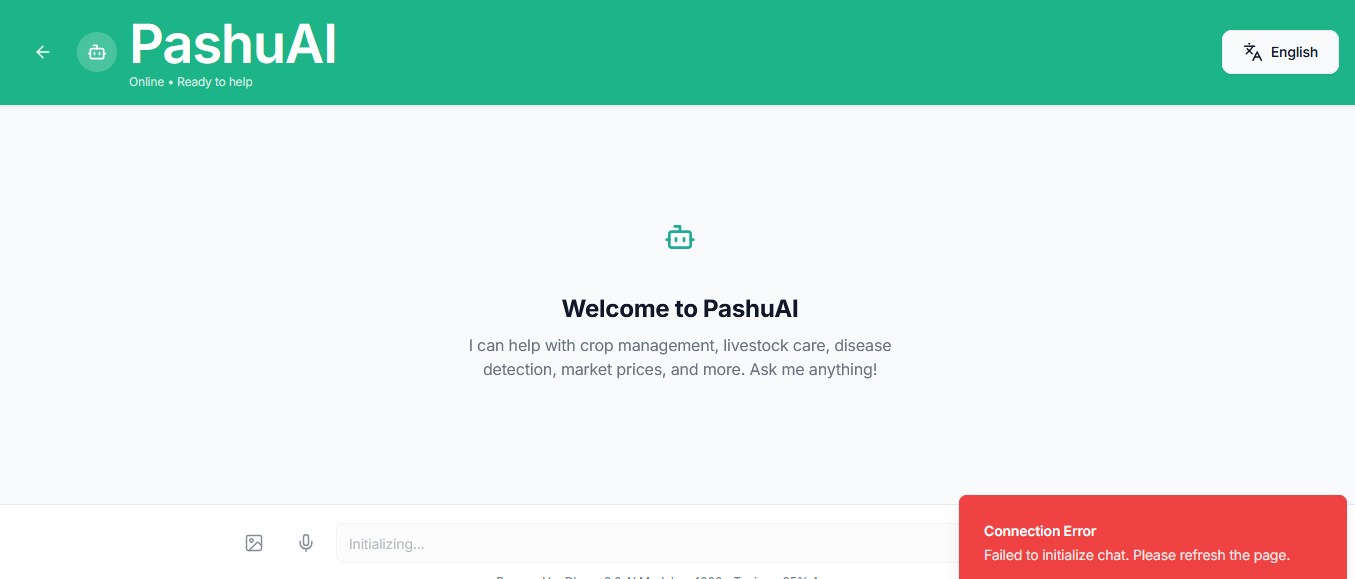 PashuAI
Online • Ready to help
English
Welcome to PashuAI
I can help with crop management, livestock care, disease
detection, market prices, and more. Ask me anything!
Initializing...
Connection Error
Failed to initialize chat. Please refresh the page.